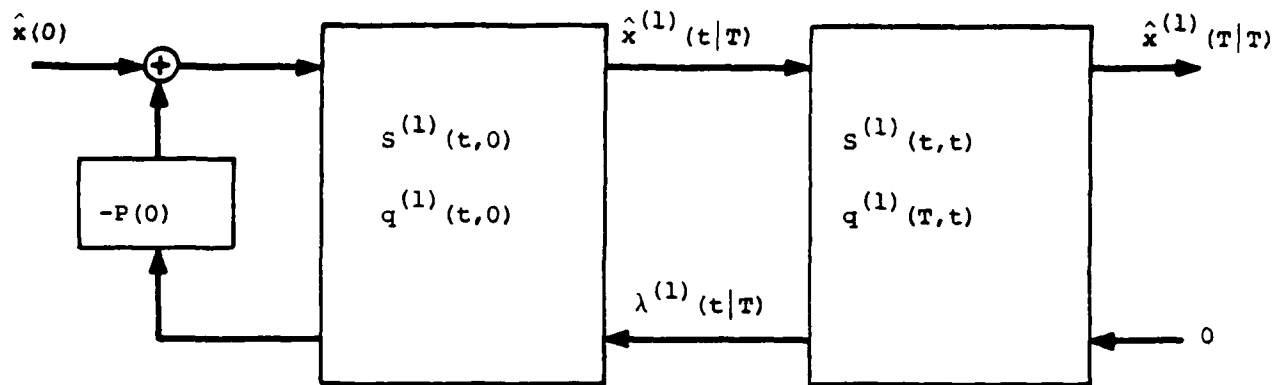 x̂(0)
x̂^(1)(t|T)
x̂^(1)(T|T)
+
S^(1)(t,0)
S^(1)(t,t)
-P(0)
q^(1)(t,0)
q^(1)(T,t)
λ^(1)(t|T)
0